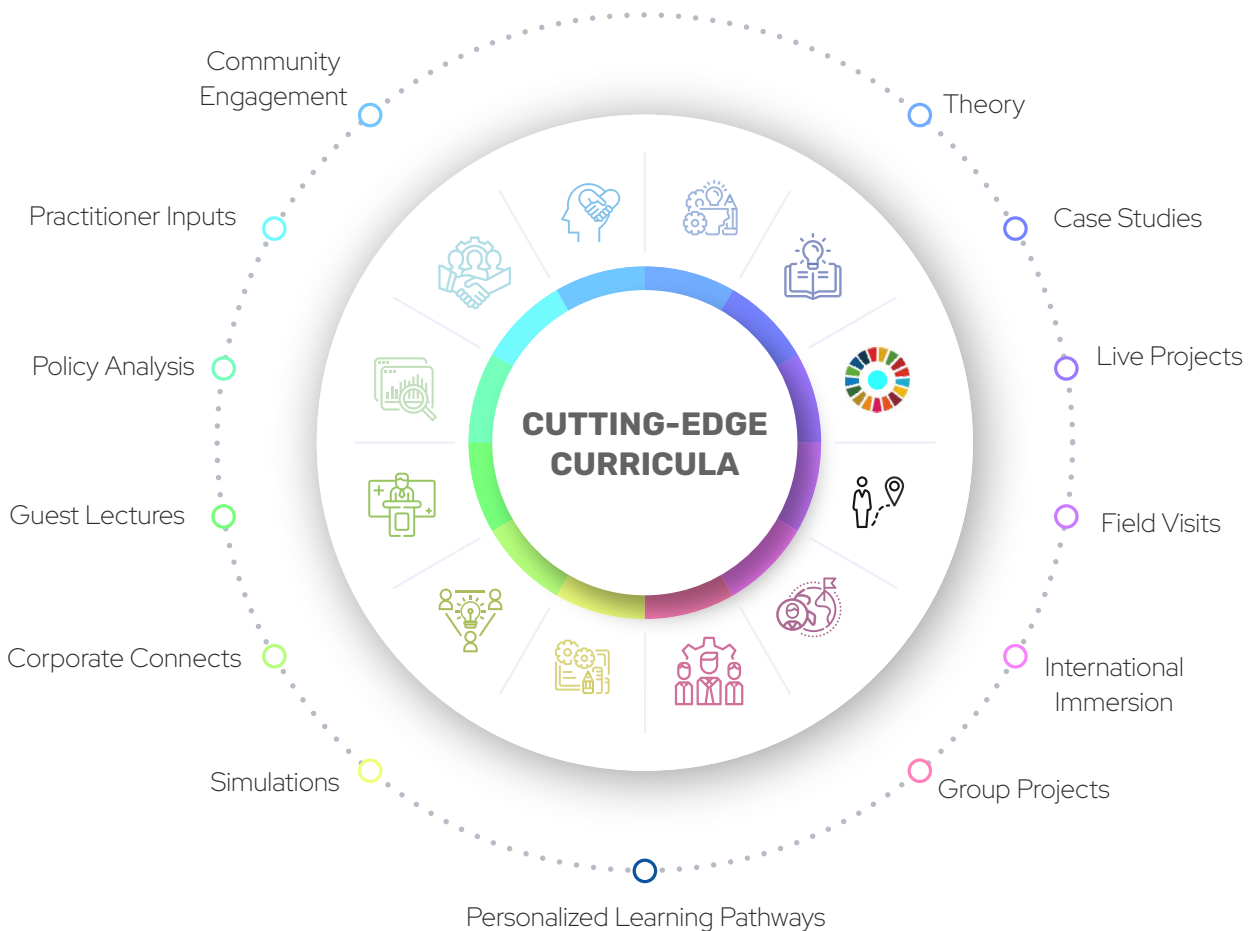 Community
Engagement
Theory
Practitioner Inputs
Case Studies
Policy Analysis
Live Projects
CUTTING-EDGE
CURRICULA
Guest Lectures
Field Visits
Corporate Connects
International
Immersion
Simulations
Group Projects
Personalized Learning Pathways